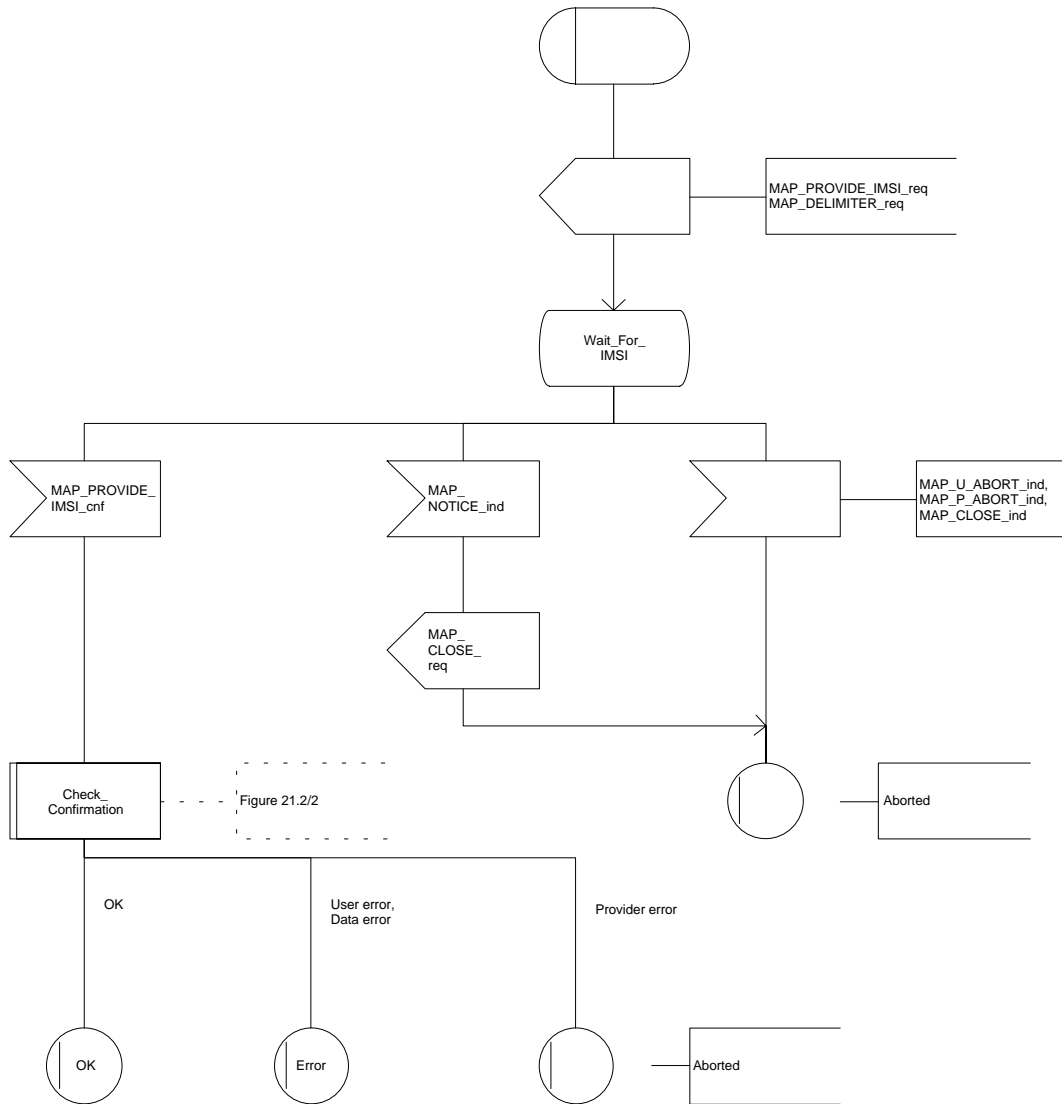 MAP_PROVIDE_IMSI_req
MAP_DELIMITER_req
Wait_For_
IMSI
MAP_PROVIDE_
IMSI_cnf
MAP_
NOTICE_ind
MAP_U_ABORT_ind,
MAP_P_ABORT_ind,
MAP_CLOSE_ind
MAP_
CLOSE_
req
Check_
Confirmation
Figure 21.2/2
Aborted
OK
User error,
Data error
Provider error
OK
Error
Aborted